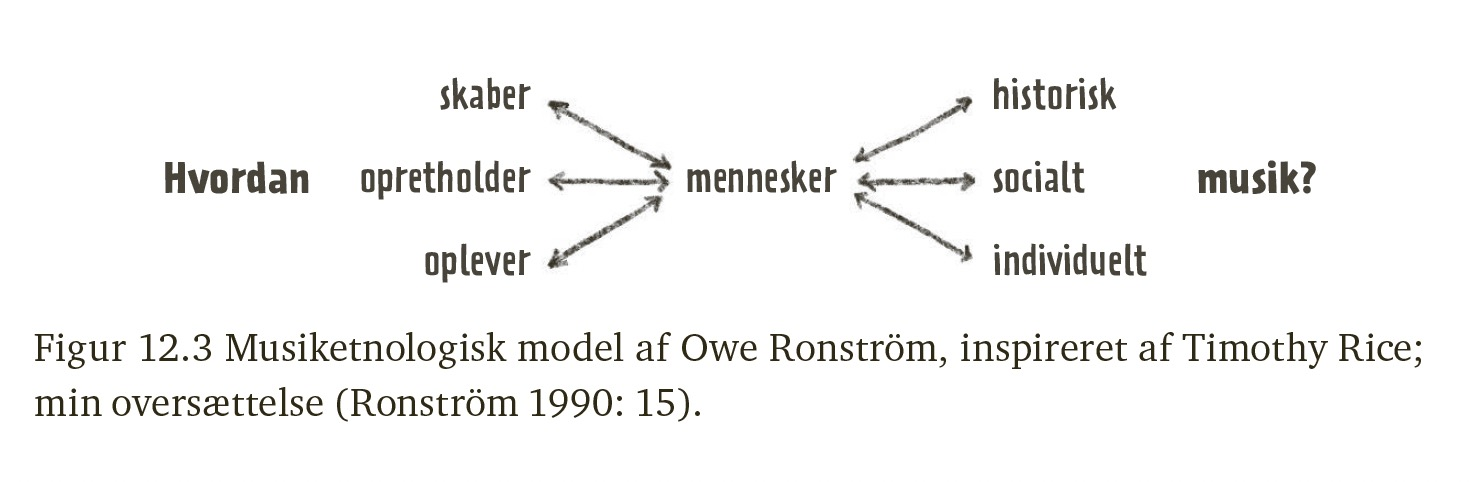 skaber historisk
Hvordan opretholder mennesker socialt musik?
oplever individuelt
Figur 12.3 Musiketnologisk model af Owe Ronström, inspireret af Timothy Rice;
min oversættelse (Ronström 1990: 15).